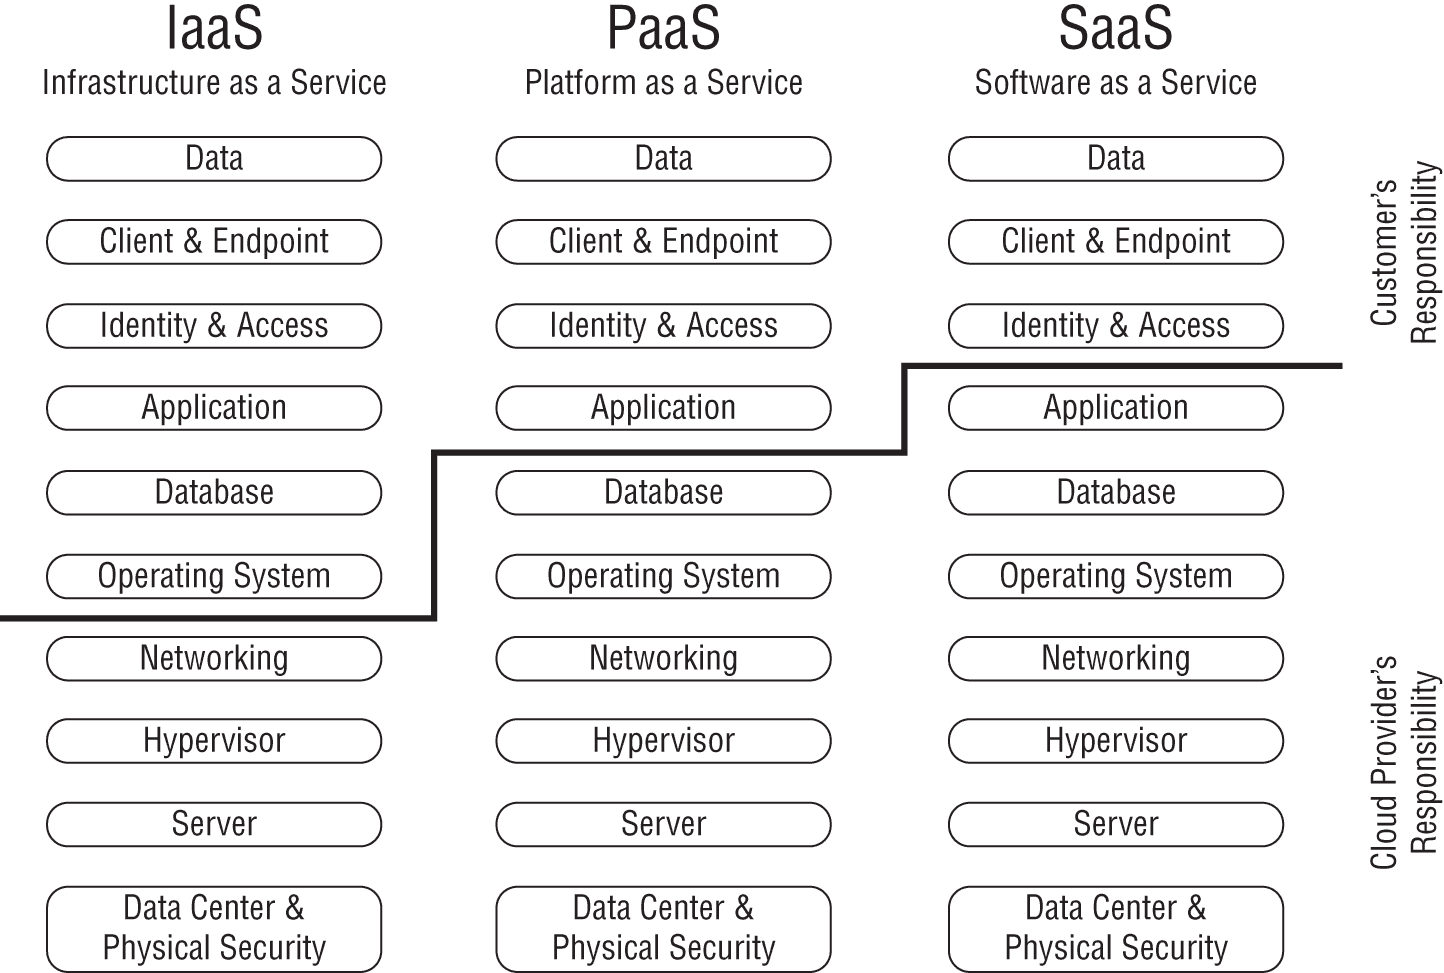 IaaS
Infrastructure as a Service
Data
Client & Endpoint
Identity & Access
Application
Database
Operating System
Networking
Hypervisor
Server
Data Center &
Physical Security
PaaS
Platform as a Service
Data
Client & Endpoint
Identity & Access
Application
Database
Operating System
Networking
Hypervisor
Server
Data Center &
Physical Security
SaaS
Software as a Service
Data
Client & Endpoint
Identity & Access
Application
Database
Operating System
Networking
Hypervisor
Server
Data Center &
Physical Security
Customer's
Responsibility
Cloud Provider's
Responsibility